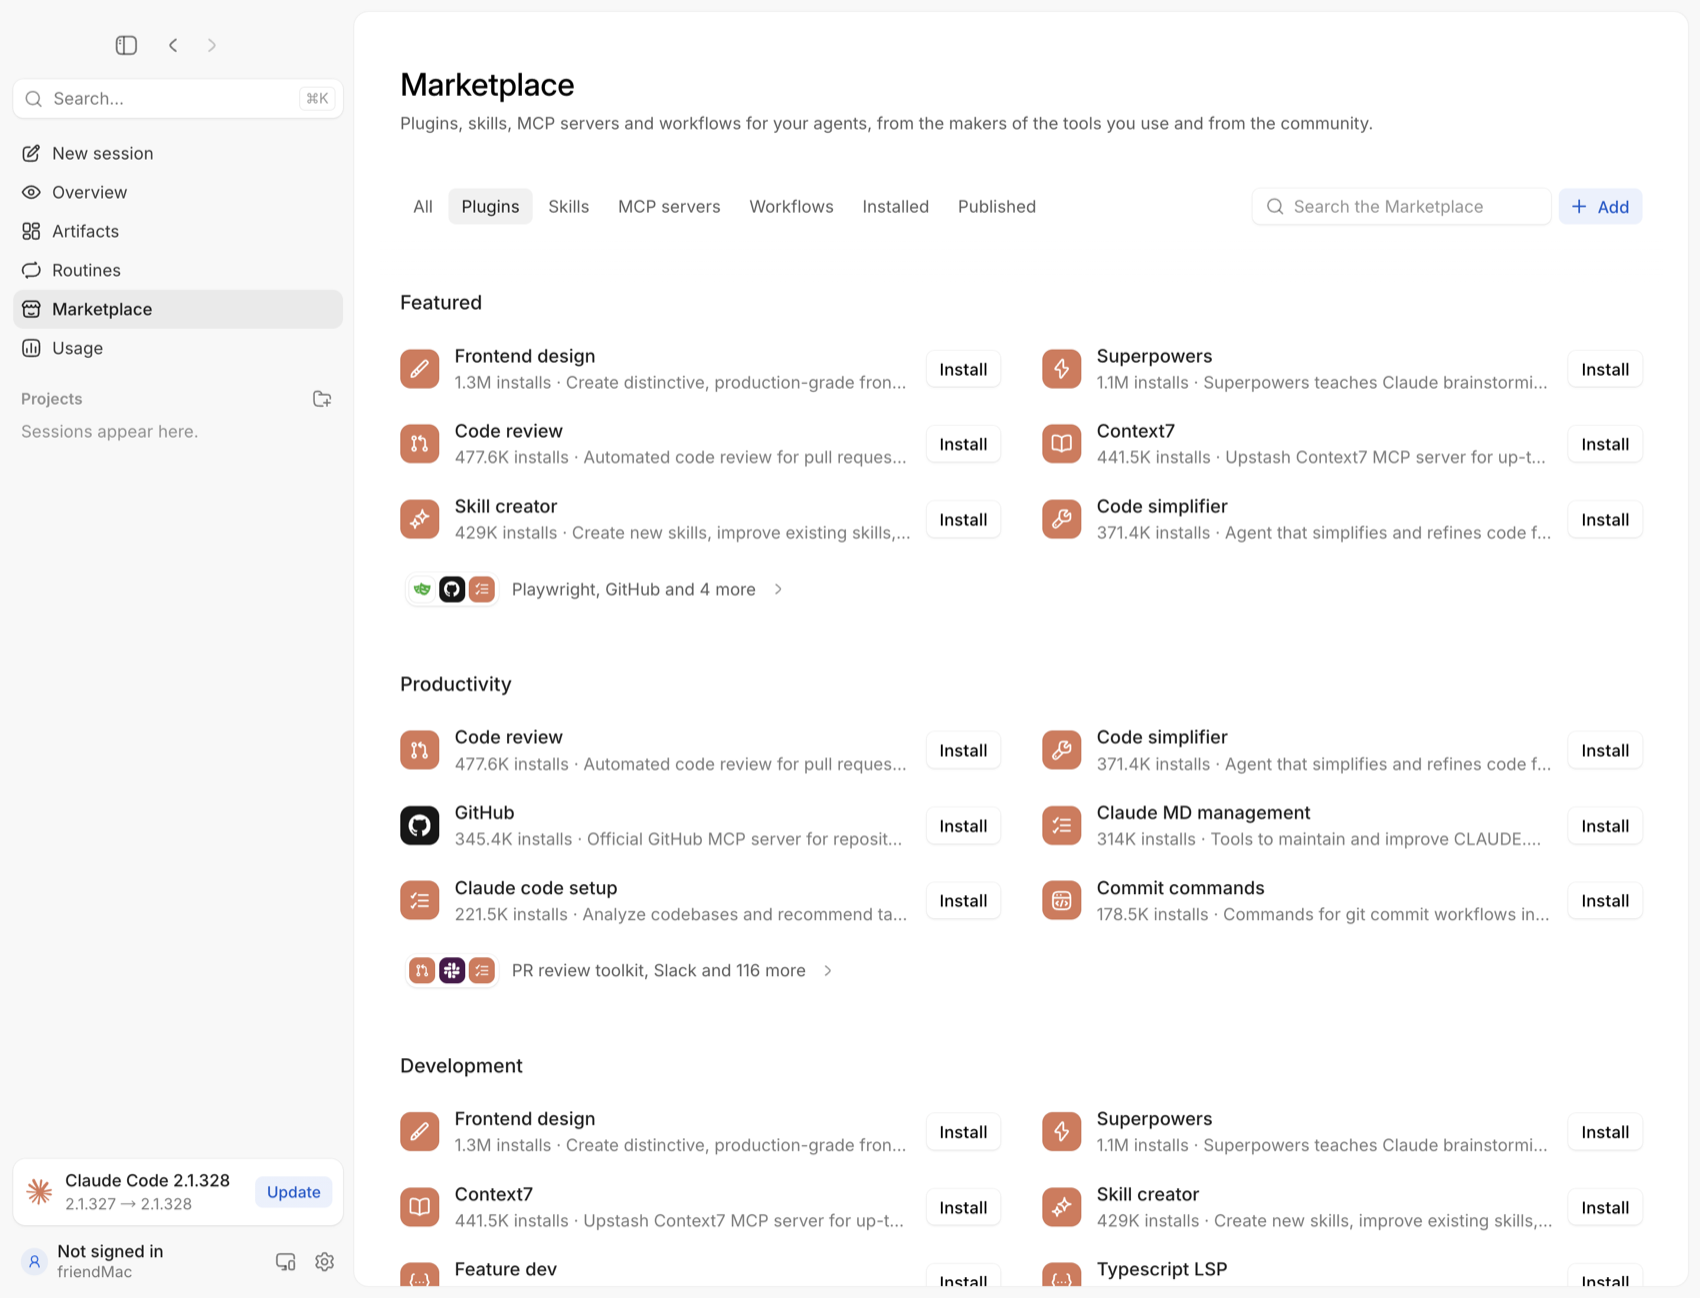 Search...
⌘K
New session
Overview
Artifacts
Routines
Marketplace
Usage
Projects
Sessions appear here.
Claude Code 2.1.328
2.1.327 → 2.1.328
Update
Not signed in
friendMac
Marketplace
Plugins, skills, MCP servers and workflows for your agents, from the makers of the tools you use and from the community.
All Plugins Skills MCP servers Workflows Installed Published
Search the Marketplace
+ Add
Featured
Frontend design
1.3M installs · Create distinctive, production-grade fron...
Install
Superpowers
1.1M installs · Superpowers teaches Claude brainstormi...
Install
Code review
477.6K installs · Automated code review for pull reques...
Install
Context7
441.5K installs · Upstash Context7 MCP server for up-t...
Install
Skill creator
429K installs · Create new skills, improve existing skills,...
Install
Code simplifier
371.4K installs · Agent that simplifies and refines code f...
Install
Playwright, GitHub and 4 more
Productivity
Code review
477.6K installs · Automated code review for pull reques...
Install
Code simplifier
371.4K installs · Agent that simplifies and refines code f...
Install
GitHub
345.4K installs · Official GitHub MCP server for reposit...
Install
Claude MD management
314K installs · Tools to maintain and improve CLAUDE....
Install
Claude code setup
221.5K installs · Analyze codebases and recommend ta...
Install
Commit commands
178.5K installs · Commands for git commit workflows in...
Install
PR review toolkit, Slack and 116 more
Development
Frontend design
1.3M installs · Create distinctive, production-grade fron...
Install
Superpowers
1.1M installs · Superpowers teaches Claude brainstormi...
Install
Context7
441.5K installs · Upstash Context7 MCP server for up-t...
Install
Skill creator
429K installs · Create new skills, improve existing skills,...
Install
Feature dev
Install
Typescript LSP
Install